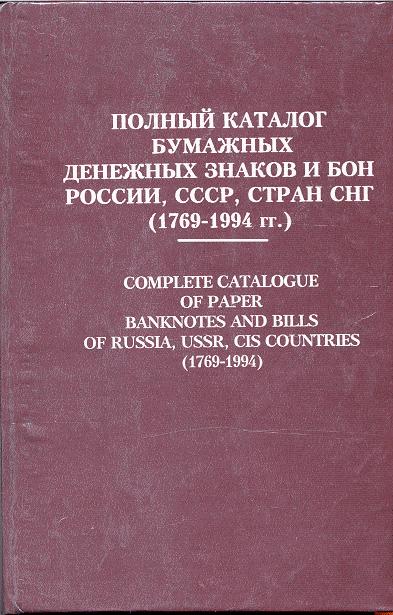 ПОЛНЫЙ КАТАЛОГ
БУМАЖНЫХ
ДЕНЕЖНЫХ ЗНАКОВ И БОН
РОССИИ, СССР, СТРАН СНГ
(1769-1994 гг.)
COMPLETE CATALOGUE
OF PAPER
BANKNOTES AND BILLS
OF RUSSIA, USSR, CIS COUNTRIES
(1769-1994)